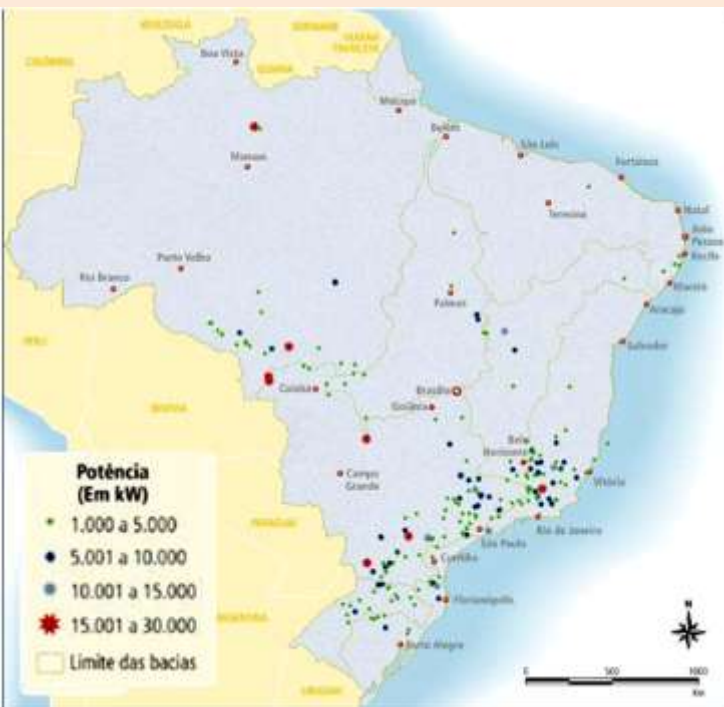 COLÔMBIA
VENEZUELA
SURINAME
GUIANA FRANCESA
GUIANA
Boa Vista
Macapá
Belém
São Luís
Fortaleza
Manaus
Teresina
Natal
João Pessoa
Recife
Porto Velho
Rio Branco
Palmas
Maceió
Aracaju
Salvador
PERU
BOLÍVIA
Cuiabá
Brasília
Goiânia
Belo Horizonte
Vitória
Campo Grande
PARAGUAI
São Paulo
Rio de Janeiro
Curitiba
Florianópolis
ARGENTINA
Porto Alegre
URUGUAI
Potência
(Em kW)
1.000 a 5.000
5.001 a 10.000
10.001 a 15.000
15.001 a 30.000
Limite das bacias
N
0 500 1000
Km